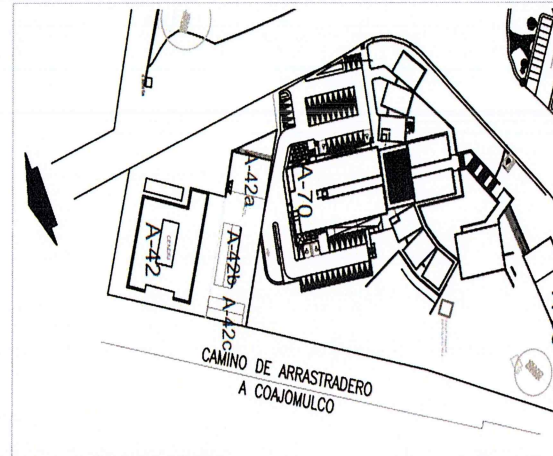 A-42a
A-70
A-42
A-42b
A-42c
CAMINO DE ARRASTRADERO
A COAJOMULCO